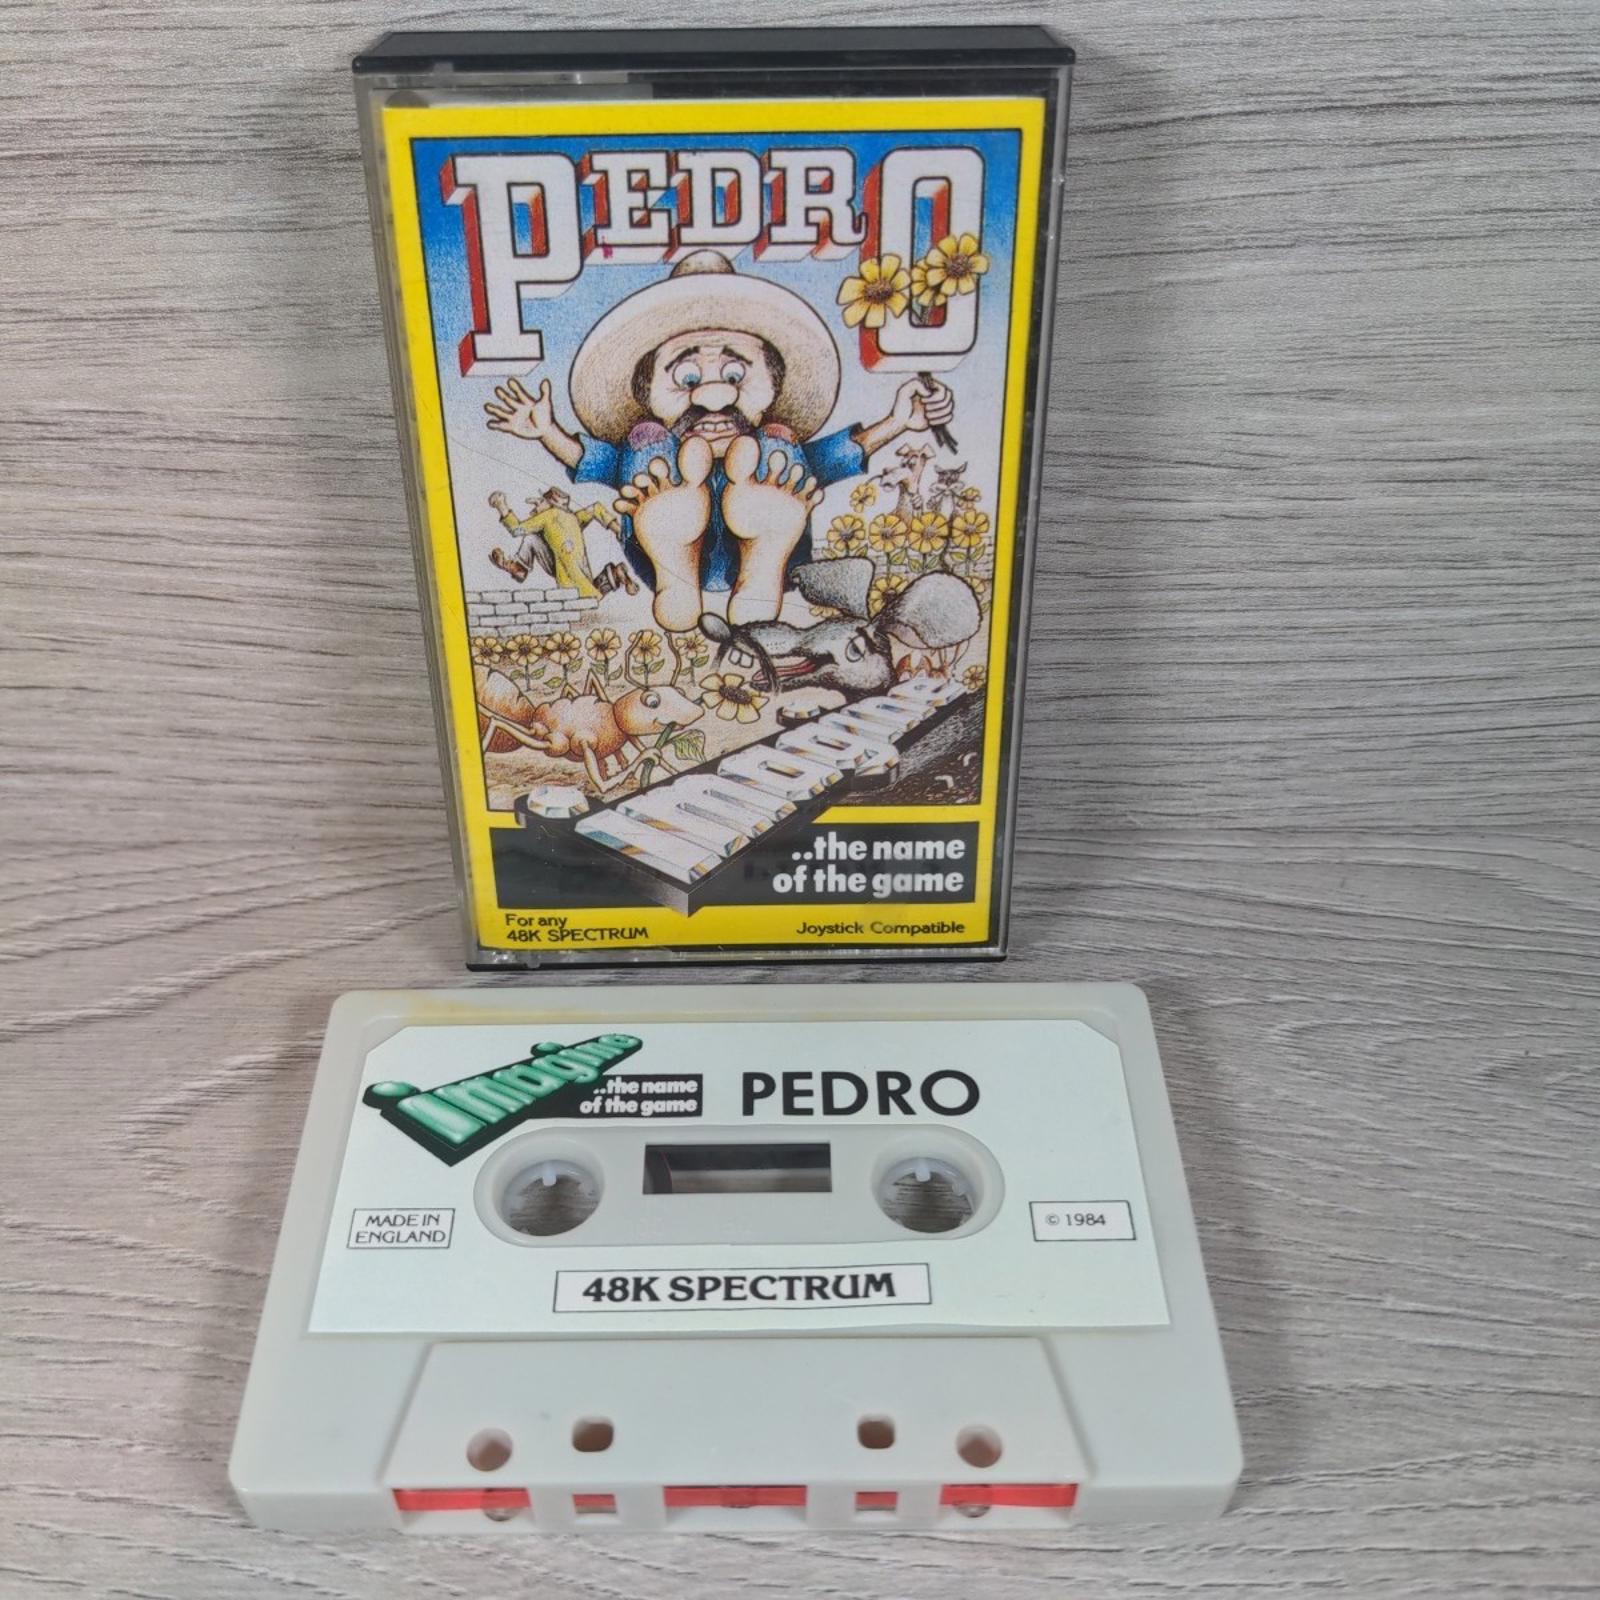 PEDRO
Imagine
..the name
of the game
For any
48K SPECTRUM
Joystick Compatible
Imagine
..the name
of the game
PEDRO
MADE IN
ENGLAND
© 1984
48K SPECTRUM